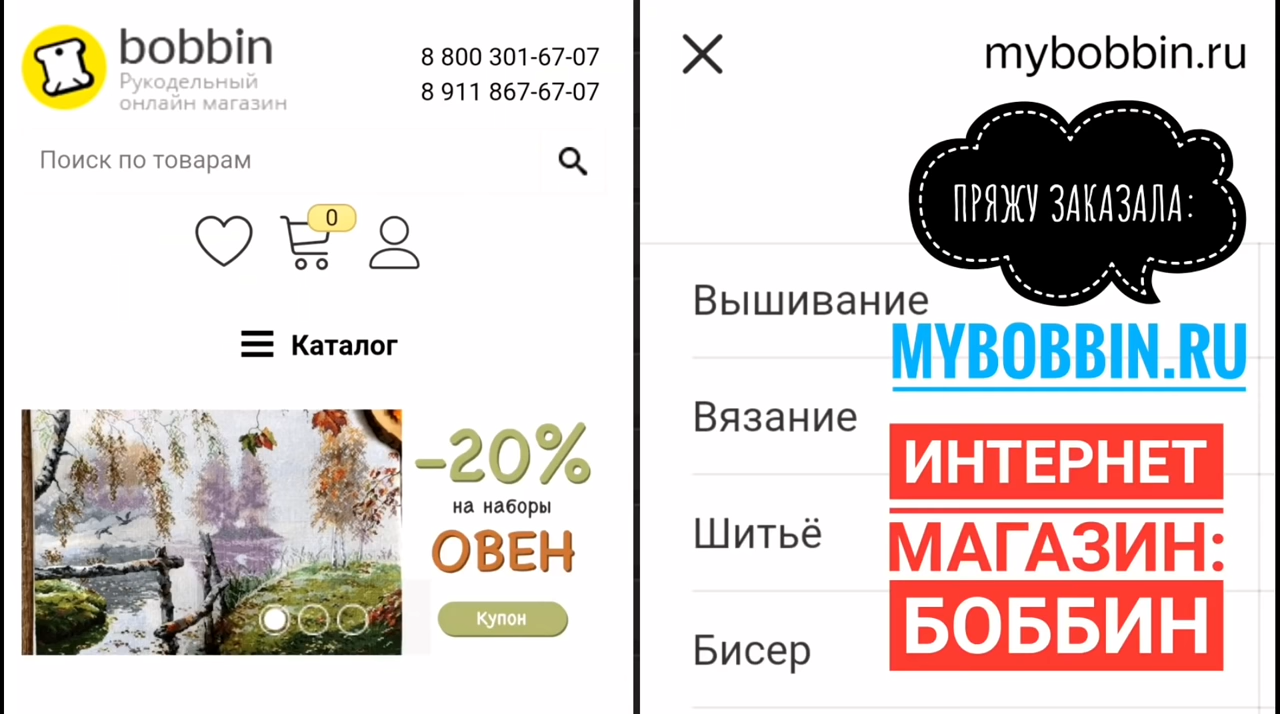 bobbin
Рукодельный
онлайн магазин
8 800 301-67-07
8 911 867-67-07
Поиск по товарам
0
Каталог
-20%
на наборы
ОВЕН
Купон
mybobbin.ru
ПРЯЖУ ЗАКАЗАЛА:
Вышивание
MYBOBBIN.RU
Вязание
ИНТЕРНЕТ
Шитьё
МАГАЗИН:
БОББИН
Бисер